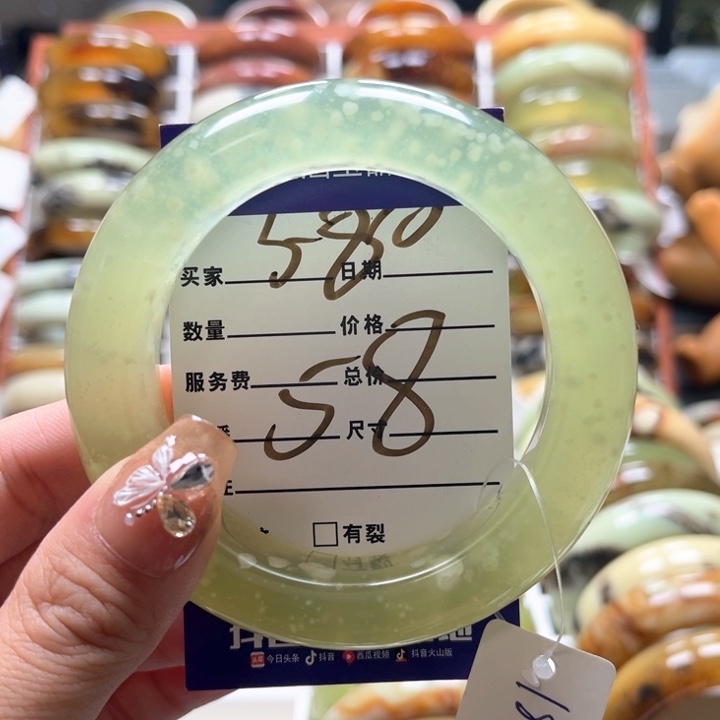 580
买家 日期
数量 价格
服务费 总价
58
尺寸
有裂
今日头条 抖音 西瓜视频 抖音火山版